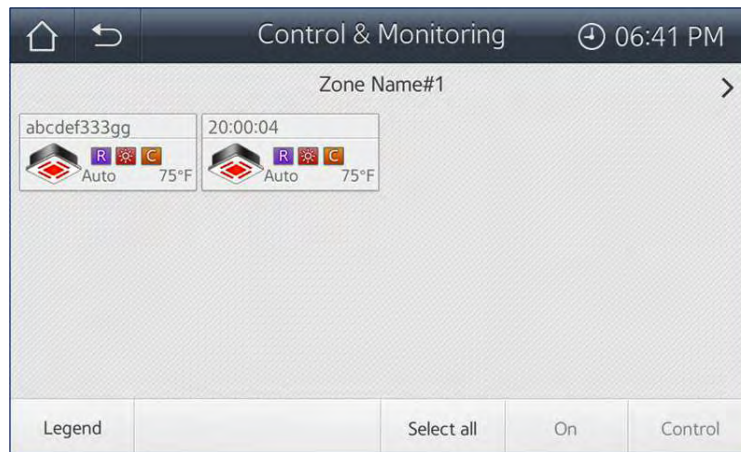 Control & Monitoring 06:41 PM
Zone Name#1
abcdef333gg 20:00:04
R C R C
Auto 75°F Auto 75°F
Legend Select all On Control